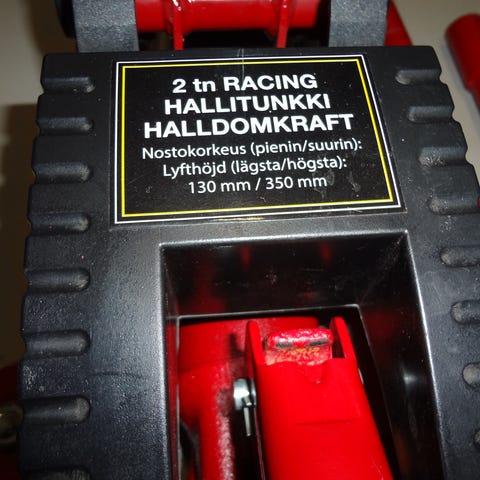 2 tn RACING
HALLITUNKKI
HALLDOMKRAFT
Nostokorkeus (pienin/suurin):
Lyfthöjd (lägsta/högsta):
130 mm / 350 mm